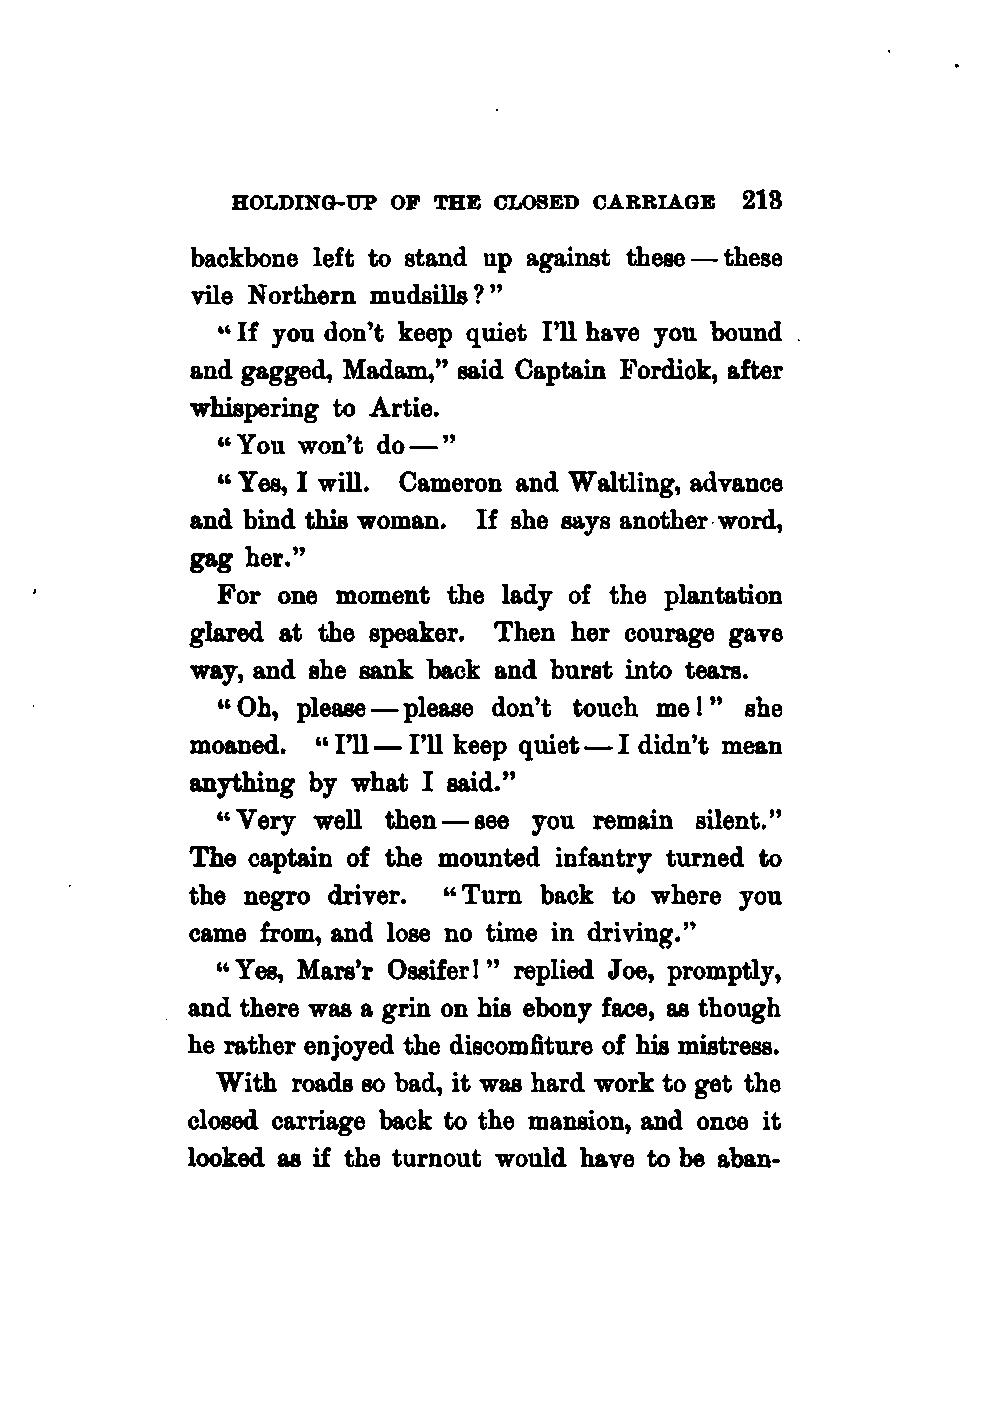 HOLDING-UP OF THE CLOSED CARRIAGE 213
backbone left to stand up against these — these
vile Northern mudsills?"
"If you don't keep quiet I'll have you bound
and gagged, Madam," said Captain Fordick, after
whispering to Artie.
"You won't do — "
"Yes, I will. Cameron and Waltling, advance
and bind this woman. If she says another word,
gag her."
For one moment the lady of the plantation
glared at the speaker. Then her courage gave
way, and she sank back and burst into tears.
"Oh, please — please don't touch me!" she
moaned. "I'll — I'll keep quiet — I didn't mean
anything by what I said."
"Very well then — see you remain silent."
The captain of the mounted infantry turned to
the negro driver. "Turn back to where you
came from, and lose no time in driving."
"Yes, Mars'r Ossifer!" replied Joe, promptly,
and there was a grin on his ebony face, as though
he rather enjoyed the discomfiture of his mistress.
With roads so bad, it was hard work to get the
closed carriage back to the mansion, and once it
looked as if the turnout would have to be aban-